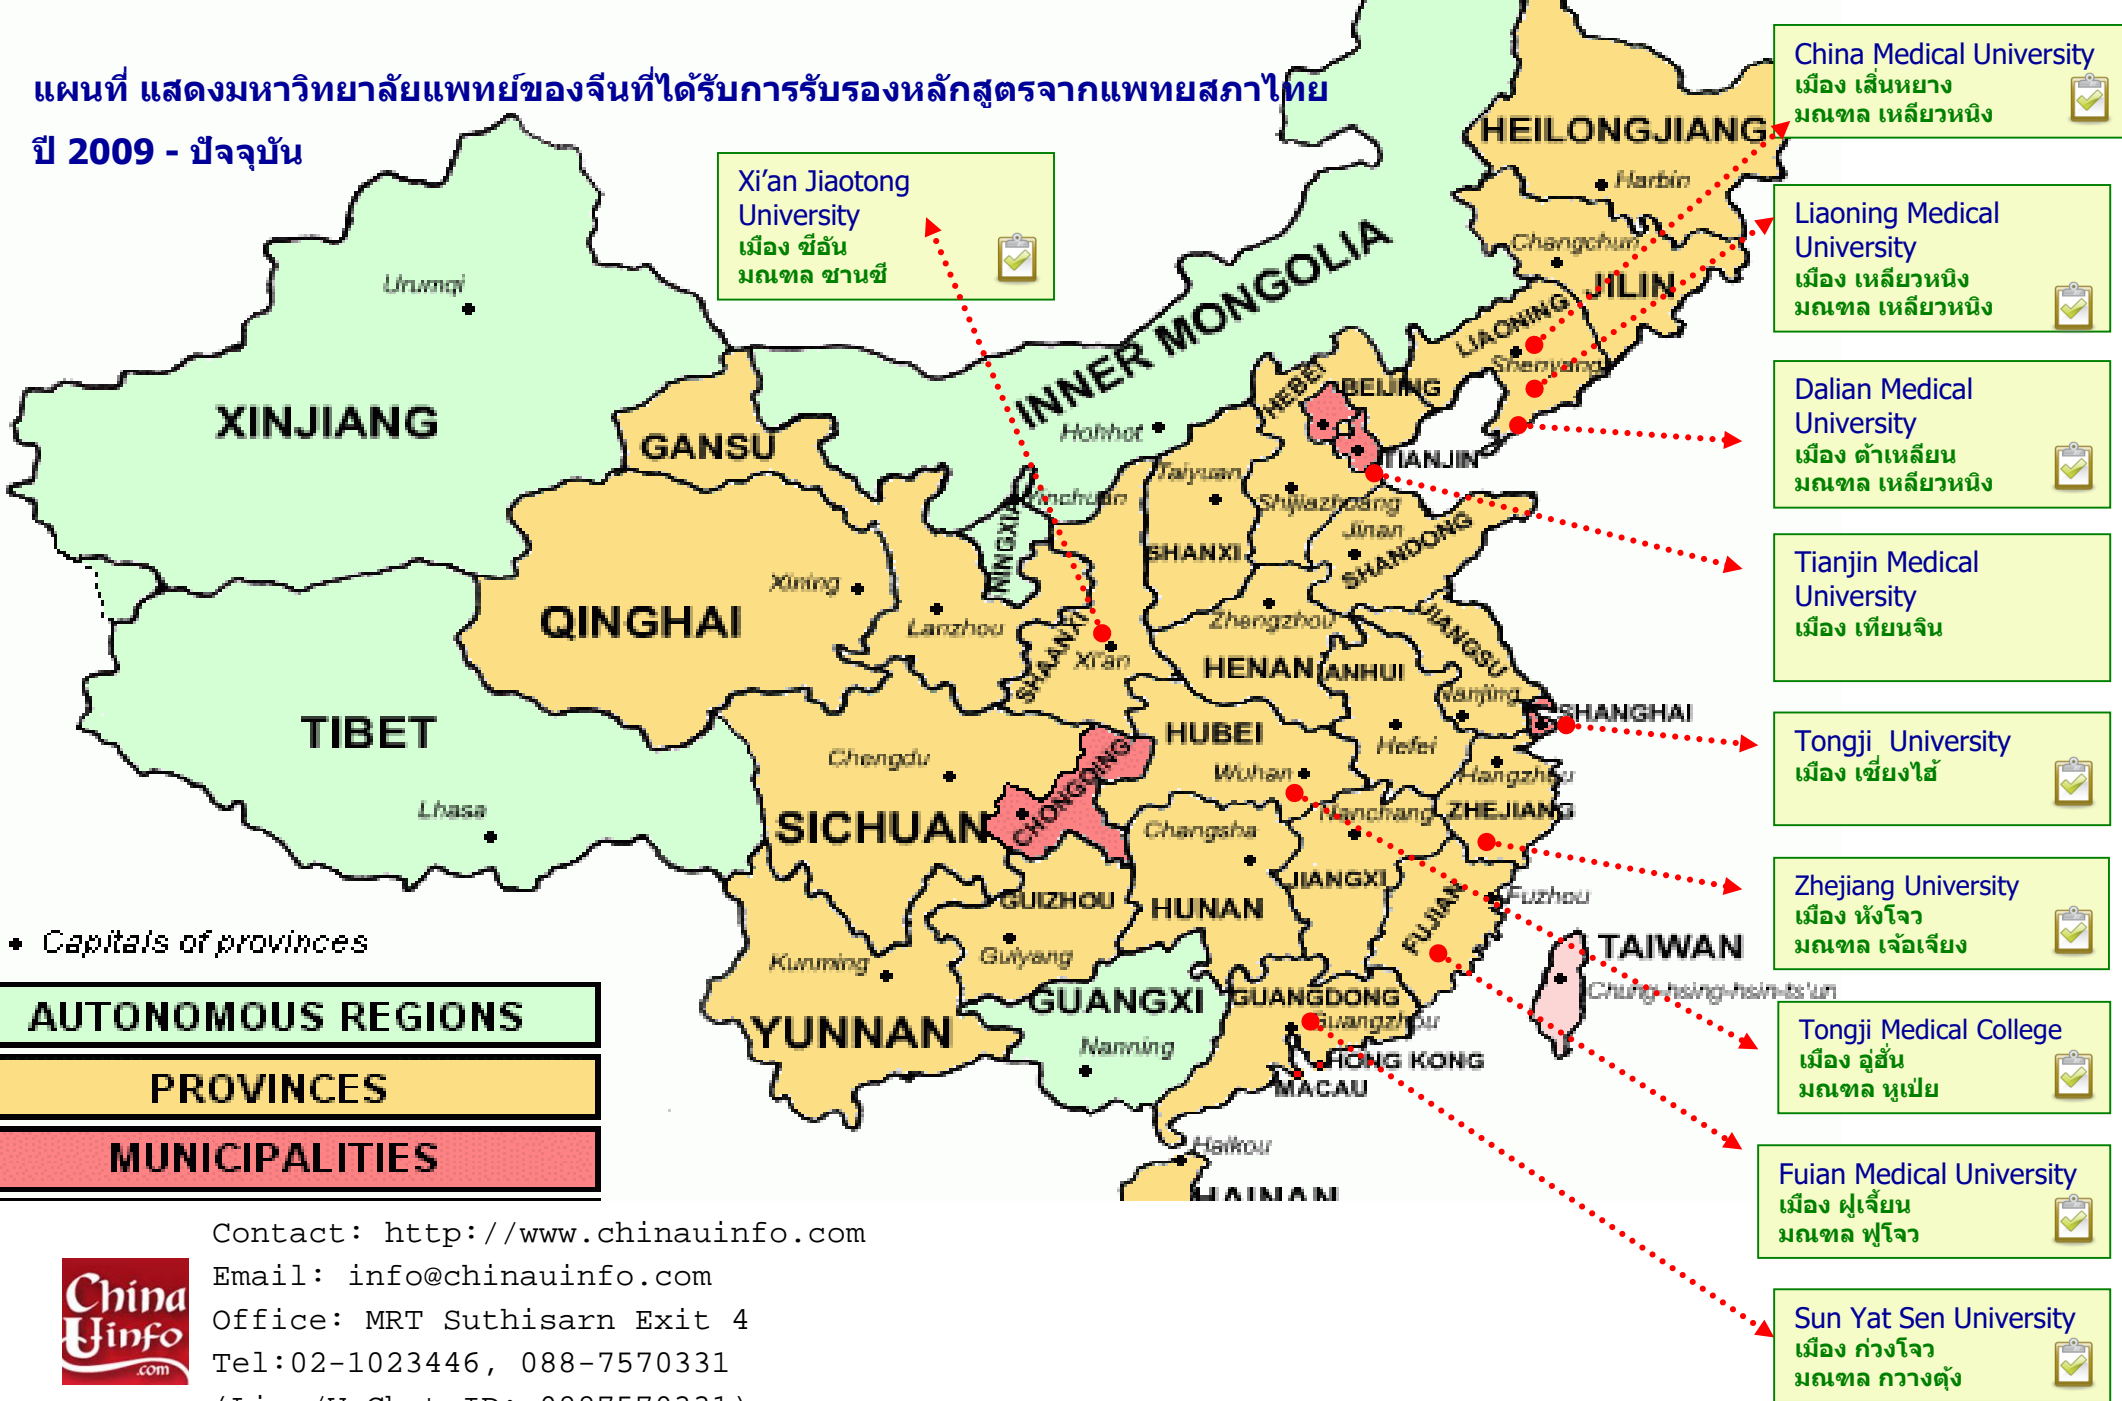 แผนที่ แสดงมหาวิทยาลัยแพทย์ของจีนที่ได้รับการรับรองหลักสูตรจากแพทยสภาไทย
ปี 2009 - ปัจจุบัน
Xi’an Jiaotong
University
เมือง ซีอัน
มณฑล ซานซี
China Medical University
เมือง เสิ่นหยาง
มณฑล เหลียวหนิง
Liaoning Medical
University
เมือง เหลียวหนิง
มณฑล เหลียวหนิง
Dalian Medical
University
เมือง ต้าเหลียน
มณฑล เหลียวหนิง
Tianjin Medical
University
เมือง เทียนจิน
Tongji University
เมือง เซี่ยงไฮ้
Zhejiang University
เมือง หังโจว
มณฑล เจ้อเจียง
Tongji Medical College
เมือง อู่ฮั่น
มณฑล หูเป่ย
Fuian Medical University
เมือง ฝูเจี้ยน
มณฑล ฟูโจว
Sun Yat Sen University
เมือง ก่วงโจว
มณฑล กวางตุ้ง
HEILONGJIANG
Harbin
Changchun
JILIN
LIAONING
Shenyang
INNER MONGOLIA
Hohhot
Urumqi
XINJIANG
GANSU
HEBEI
BEIJING
TIANJIN
Taiyuan
Shijiazhoang
Yinchuan
NINGXIA
SHANXI
Jinan
SHANDONG
Xining
QINGHAI
Lanzhou
SHAANXI
Xi'an
Zhengzhou
HENAN
JIANGSU
ANHUI
Nanjing
SHANGHAI
TIBET
Lhasa
Chengdu
SICHUAN
CHONGQING
HUBEI
Wuhan
Hefei
Hangzhou
ZHEJIANG
Nanchang
Changsha
JIANGXI
HUNAN
GUIZHOU
Guiyang
FUJIAN
Fuzhou
TAIWAN
Chung-hsing-hsin-ts'un
Kunming
YUNNAN
GUANGXI
Nanning
GUANGDONG
Guangzhou
HONG KONG
MACAU
Haikou
HAINAN
Capitals of provinces
AUTONOMOUS REGIONS
PROVINCES
MUNICIPALITIES
China
Uinfo
.com
Contact: http://www.chinauinfo.com
Email: info@chinauinfo.com
Office: MRT Suthisarn Exit 4
Tel:02-1023446, 088-7570331